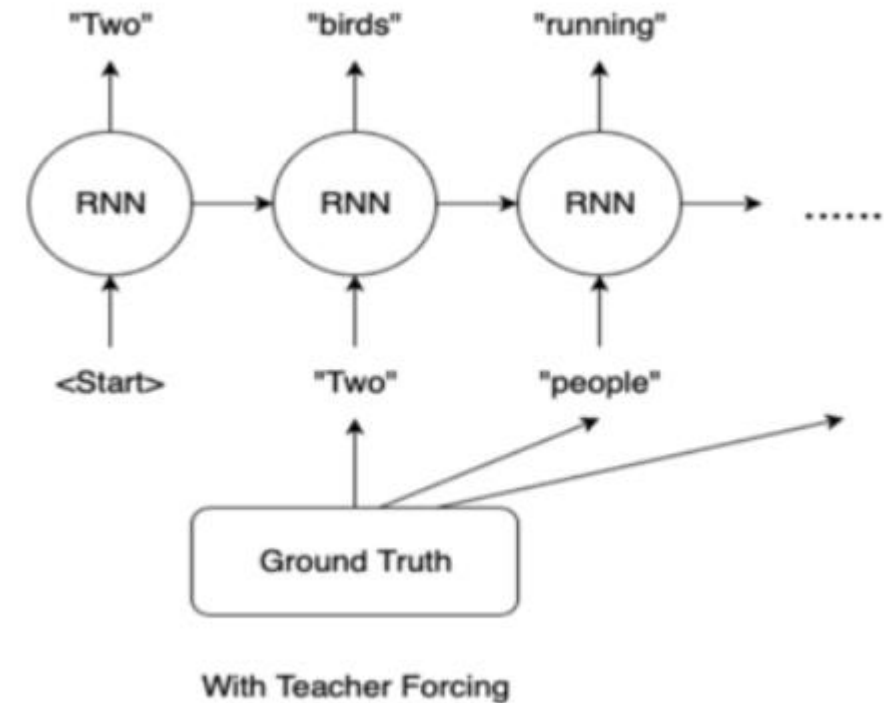 "Two" "birds" "running"
RNN RNN RNN ......
<Start> "Two" "people"
Ground Truth
With Teacher Forcing